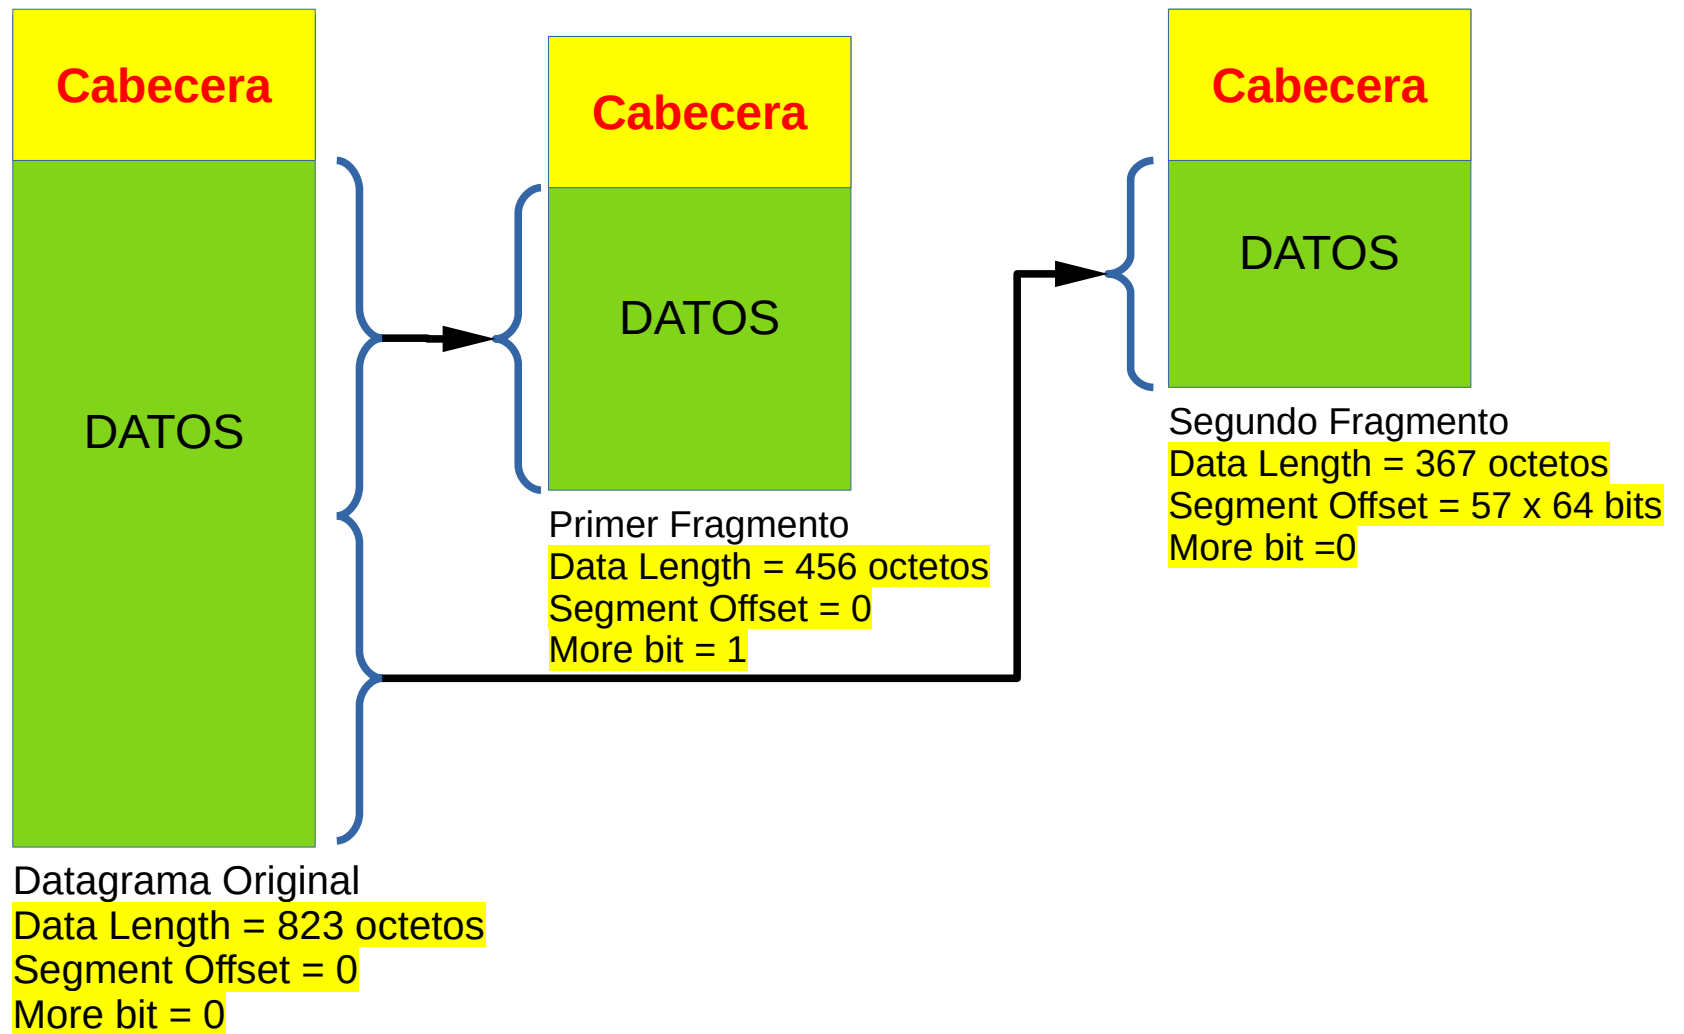 Cabecera
DATOS
Datagrama Original
Data Length = 823 octetos
Segment Offset = 0
More bit = 0
Cabecera
DATOS
Primer Fragmento
Data Length = 456 octetos
Segment Offset = 0
More bit = 1
Cabecera
DATOS
Segundo Fragmento
Data Length = 367 octetos
Segment Offset = 57 x 64 bits
More bit =0